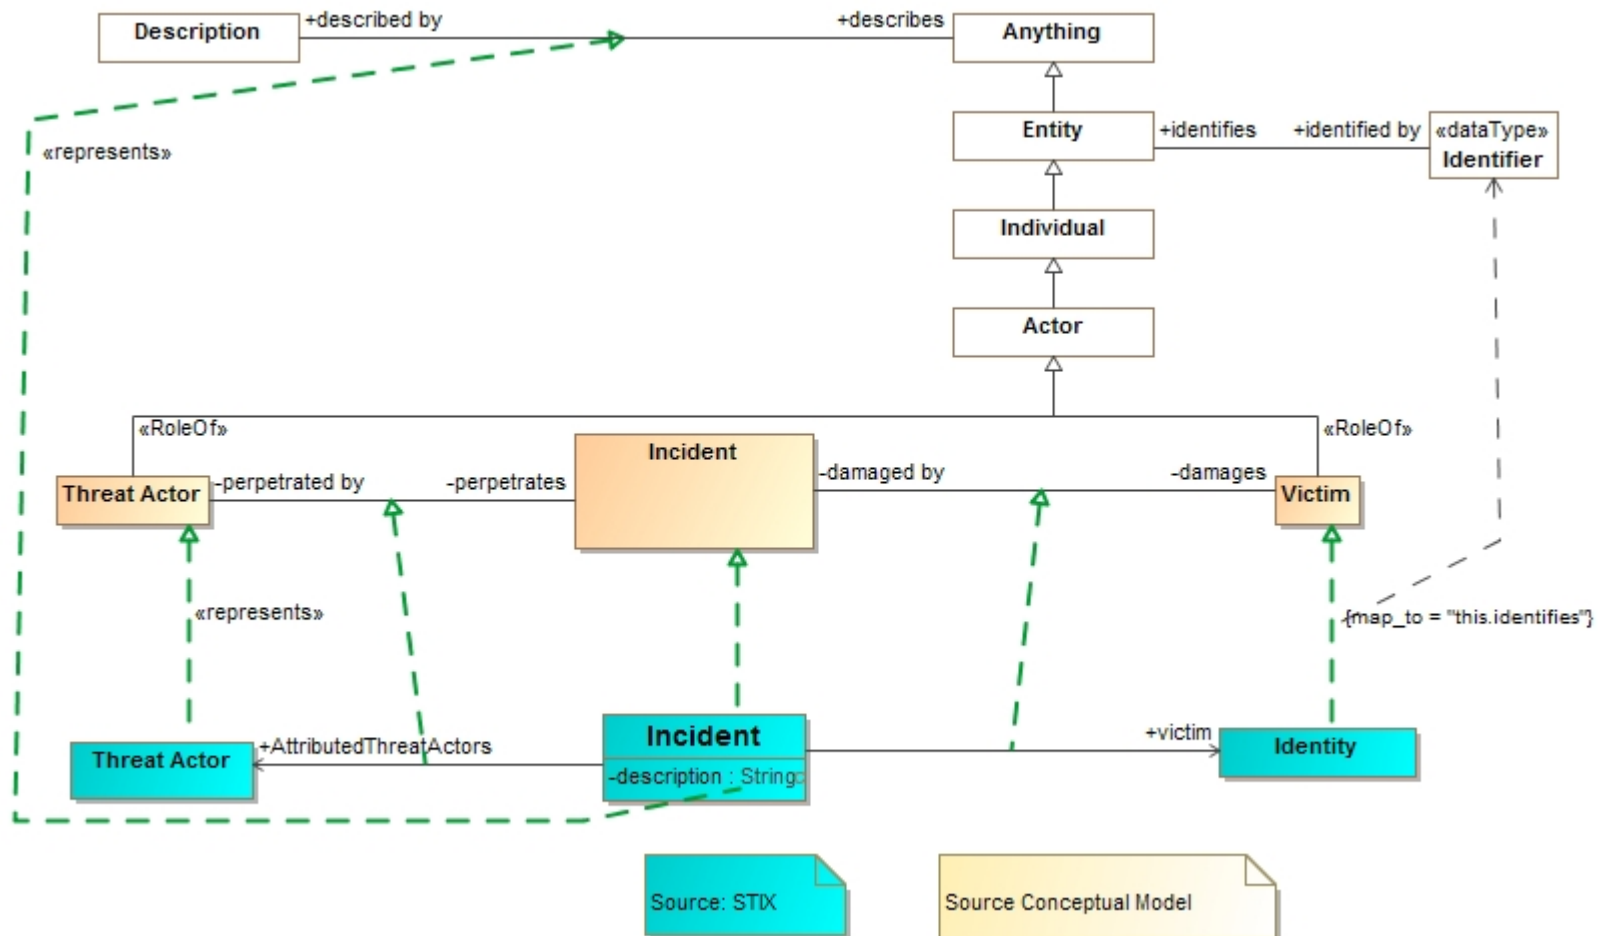 +described by
+describes
Description
Anything
Entity
+identifies
+identified by
«dataType»
Identifier
«represents»
Individual
Actor
«RoleOf»
«RoleOf»
Incident
-perpetrated by
-perpetrates
-damaged by
-damages
Threat Actor
Victim
«represents»
{map_to = "this.identifies"}
Incident
+victim
+AttributedThreatActors
Threat Actor
Identity
-description : String
Source: STIX
Source Conceptual Model